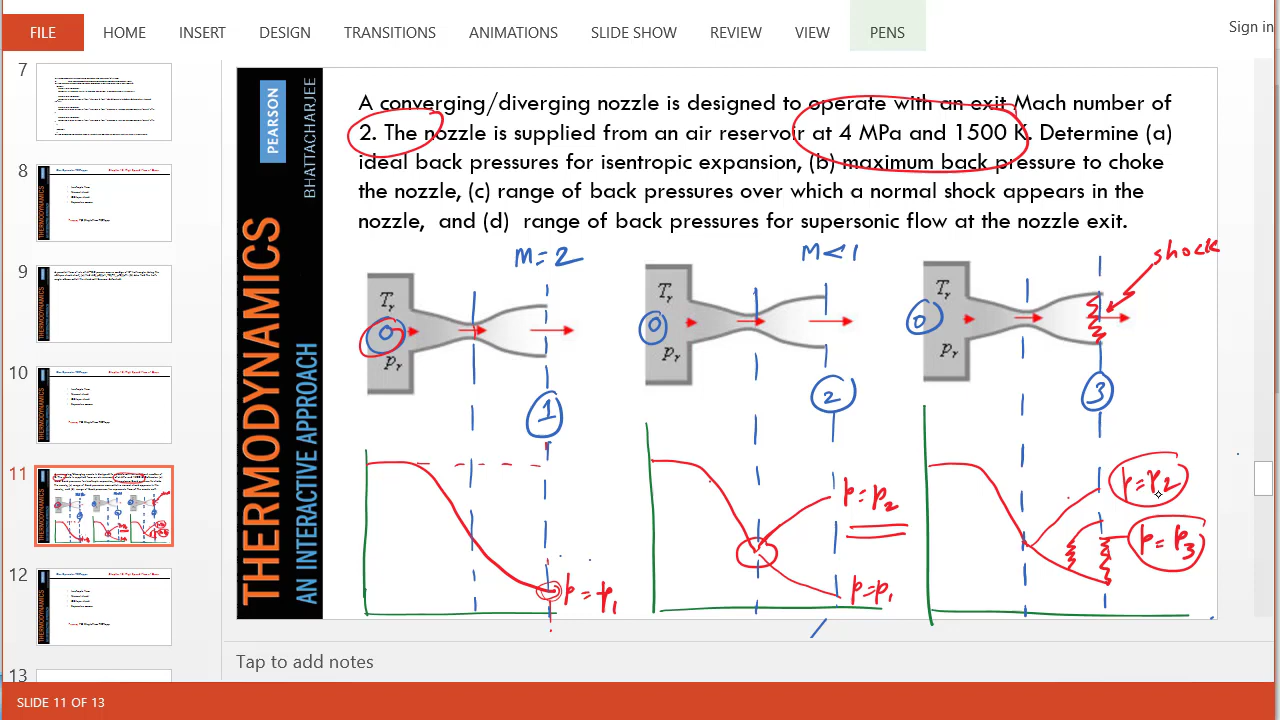 FILE HOME INSERT DESIGN TRANSITIONS ANIMATIONS SLIDE SHOW REVIEW VIEW PENS Sign in
7
8
9
10
11
12
13
PEARSON
BHATTACHARJEE
THERMODYNAMICS
AN INTERACTIVE APPROACH
A converging/diverging nozzle is designed to operate with an exit Mach number of
2. The nozzle is supplied from an air reservoir at 4 MPa and 1500 K. Determine (a)
ideal back pressures for isentropic expansion, (b) maximum back pressure to choke
the nozzle, (c) range of back pressures over which a normal shock appears in the
nozzle, and (d) range of back pressures for supersonic flow at the nozzle exit.
M=2
M<1
shock
Tr
0
pr
1
Tr
0
pr
2
Tr
0
pr
3
p=p1
p=p2
p=p1
p=p2
p=p3
Tap to add notes
SLIDE 11 OF 13